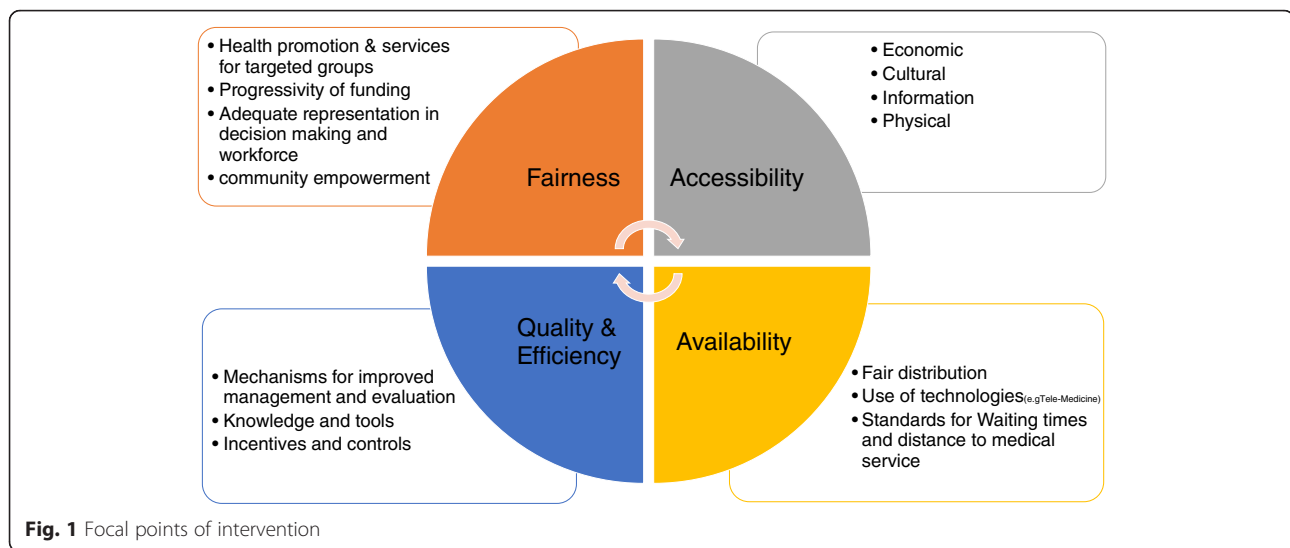 • Health promotion & services
for targeted groups
• Progressivity of funding
• Adequate representation in
decision making and
workforce
• community empowerment
Fairness
Accessibility
• Economic
• Cultural
• Information
• Physical
Quality &
Efficiency
• Mechanisms for improved
management and evaluation
• Knowledge and tools
• Incentives and controls
Availability
• Fair distribution
• Use of technologies(e.gTele-Medicine)
• Standards for Waiting times
and distance to medical
service
Fig. 1 Focal points of intervention